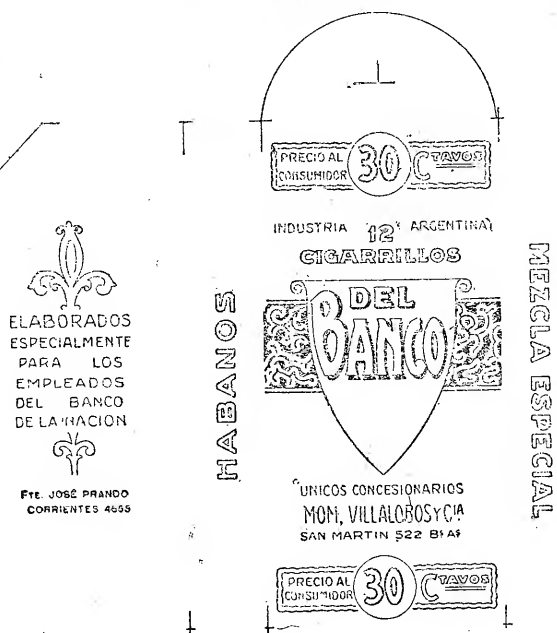 ELABORADOS
ESPECIALMENTE
PARA LOS
EMPLEADOS
DEL BANCO
DE LA NACION
FTE. JOSÉ PRANDO
CORRIENTES 4655
HABANOS
PRECIO AL
CONSUMIDOR
30 CTAVOS
INDUSTRIA 12 ARGENTINA
CIGARRILLOS
DEL
BANCO
UNICOS CONCESIONARIOS
MOM, VILLALOBOS Y CIA
SAN MARTIN 522 Bs As
PRECIO AL
CONSUMIDOR
30 CTAVOS
MEZCLA ESPECIAL